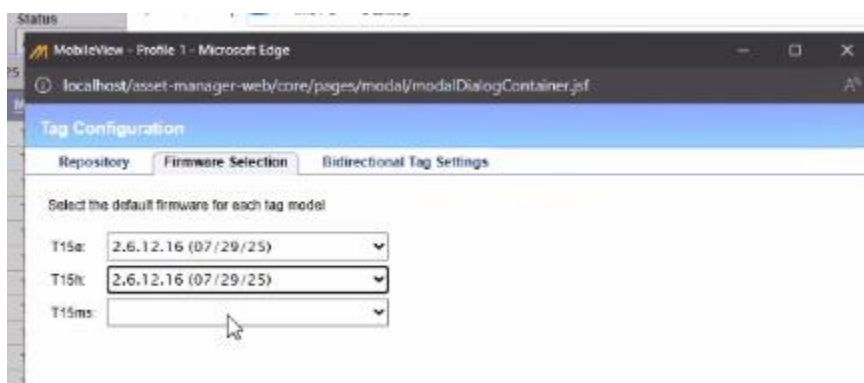 Status
MobileView - Profile 1 - Microsoft Edge
localhost/asset-manager-web/core/pages/modal/modalDialogContainer.jsf
Tag Configuration
Repository Firmware Selection Bidirectional Tag Settings
Select the default firmware for each tag model
T15e: 2.6.12.16 (07/29/25)
T15h: 2.6.12.16 (07/29/25)
T15ms: